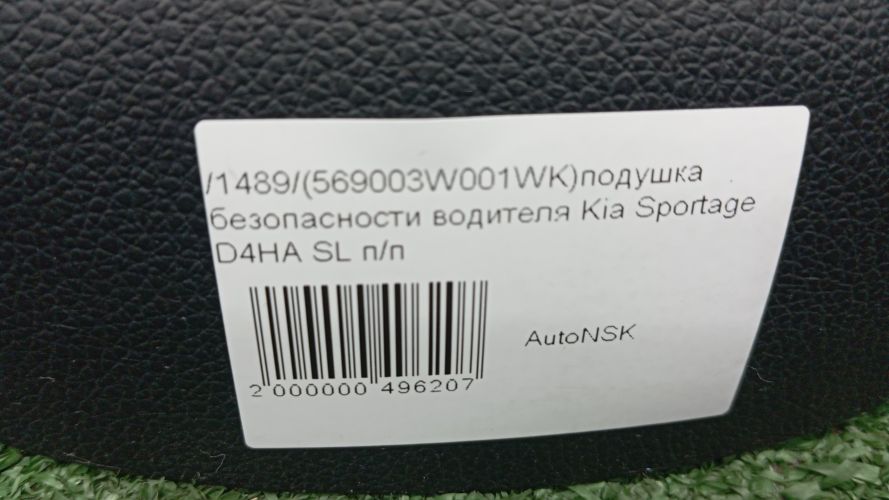 /1489/(569003W001WK)подушка
безопасности водителя Kia Sportage
D4HA SL п/п
AutoNSK
2 000000 496207